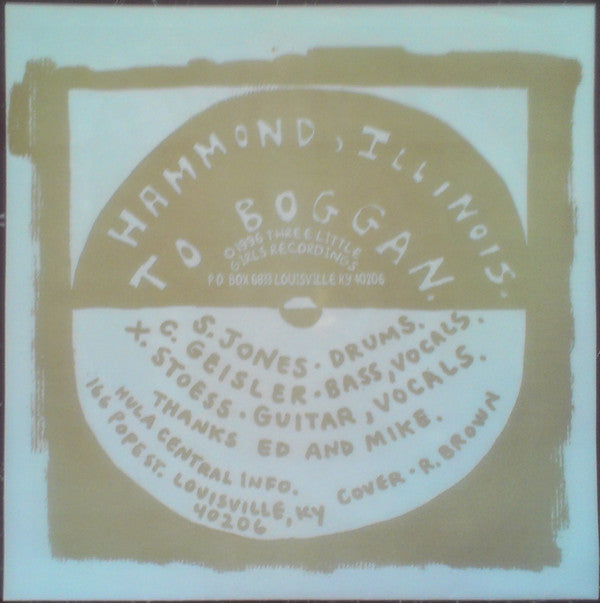 HAMMOND, ILLINOIS.
TO BOGGAN.
©1996 THREE LITTLE
GIRLS RECORDINGS
P.O BOX 6833 LOUISVILLE KY 40206
S. JONES · DRUMS.
C. GEISLER · BASS, VOCALS.
X. STOESS · GUITAR, VOCALS.
THANKS ED AND MIKE.
HULA CENTRAL INFO.
166 POPE ST. LOUISVILLE, KY
40206
COVER · R. BROWN